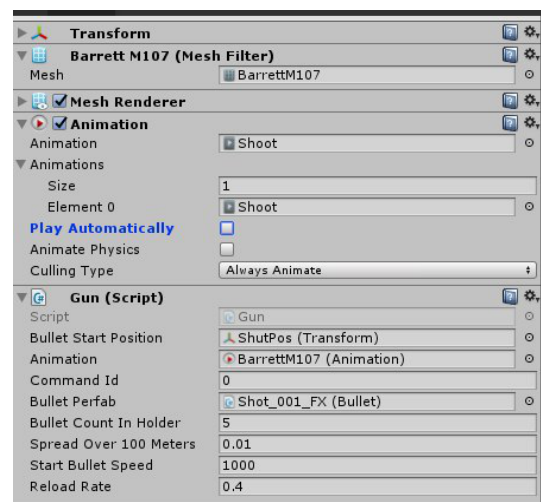 Transform
Barrett M107 (Mesh Filter)
Mesh BarrettM107
Mesh Renderer
Animation
Animation Shoot
Animations
Size 1
Element 0 Shoot
Play Automatically
Animate Physics
Culling Type Always Animate
Gun (Script)
Script Gun
Bullet Start Position ShutPos (Transform)
Animation BarrettM107 (Animation)
Command Id 0
Bullet Perfab Shot_001_FX (Bullet)
Bullet Count In Holder 5
Spread Over 100 Meters 0.01
Start Bullet Speed 1000
Reload Rate 0.4